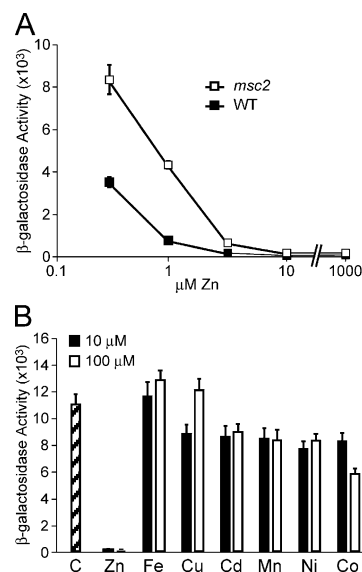 A
β-galactosidase Activity (x10³)
10
8
6
4
2
0
msc2
WT
0.1 1 10 1000
μM Zn
B
β-galactosidase Activity (x10³)
16
14
12
10
8
6
4
2
0
10 μM
100 μM
C Zn Fe Cu Cd Mn Ni Co